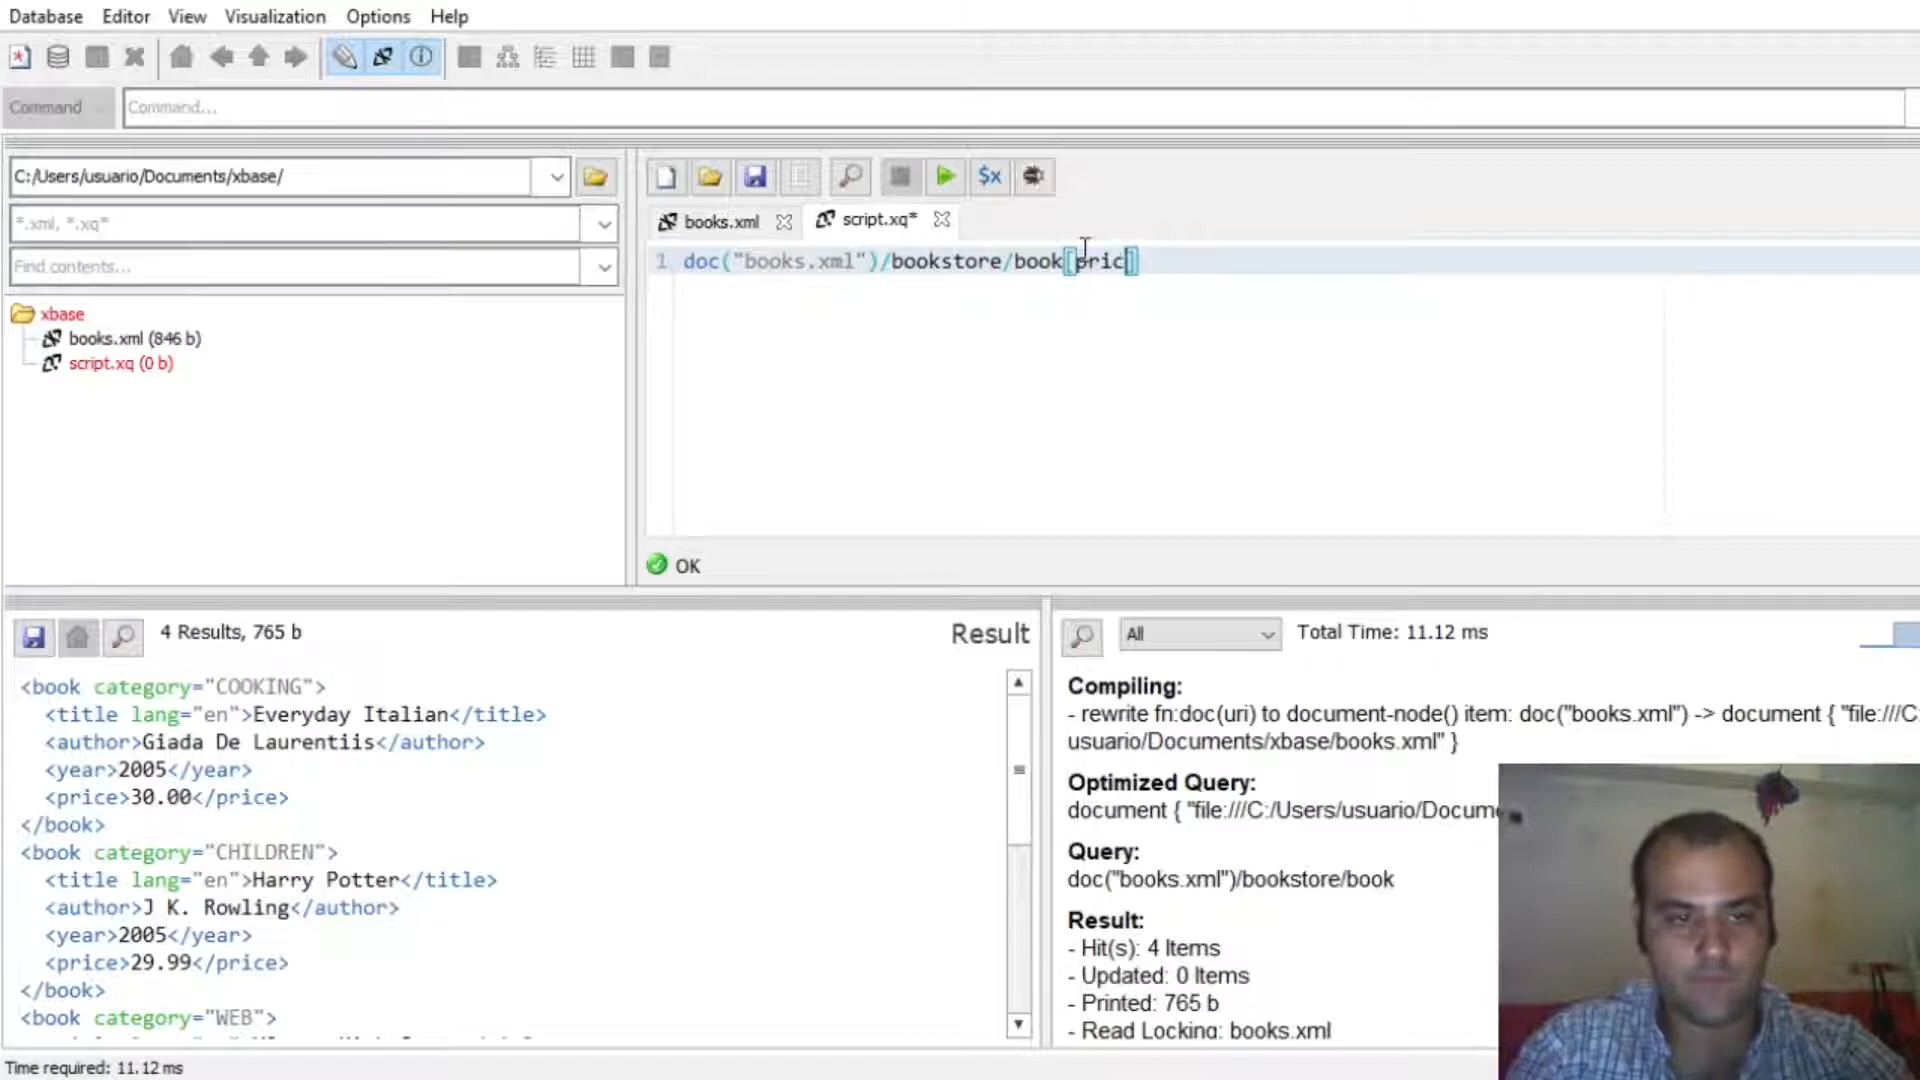 Database Editor View Visualization Options Help
Command
Command...
C:/Users/usuario/Documents/xbase/
*.xml, *.xq*
Find contents...
xbase
books.xml (846 b)
script.xq (0 b)
$x
books.xml
script.xq*
1 doc("books.xml")/bookstore/book[pric]
OK
4 Results, 765 b
Result
<book category="COOKING">
<title lang="en">Everyday Italian</title>
<author>Giada De Laurentiis</author>
<year>2005</year>
<price>30.00</price>
</book>
<book category="CHILDREN">
<title lang="en">Harry Potter</title>
<author>J K. Rowling</author>
<year>2005</year>
<price>29.99</price>
</book>
<book category="WEB">
All
Total Time: 11.12 ms
Compiling:
- rewrite fn:doc(uri) to document-node() item: doc("books.xml") -> document { "file:///C:
usuario/Documents/xbase/books.xml" }
Optimized Query:
document { "file:///C:/Users/usuario/Docum
Query:
doc("books.xml")/bookstore/book
Result:
- Hit(s): 4 Items
- Updated: 0 Items
- Printed: 765 b
- Read Locking: books.xml
Time required: 11.12 ms